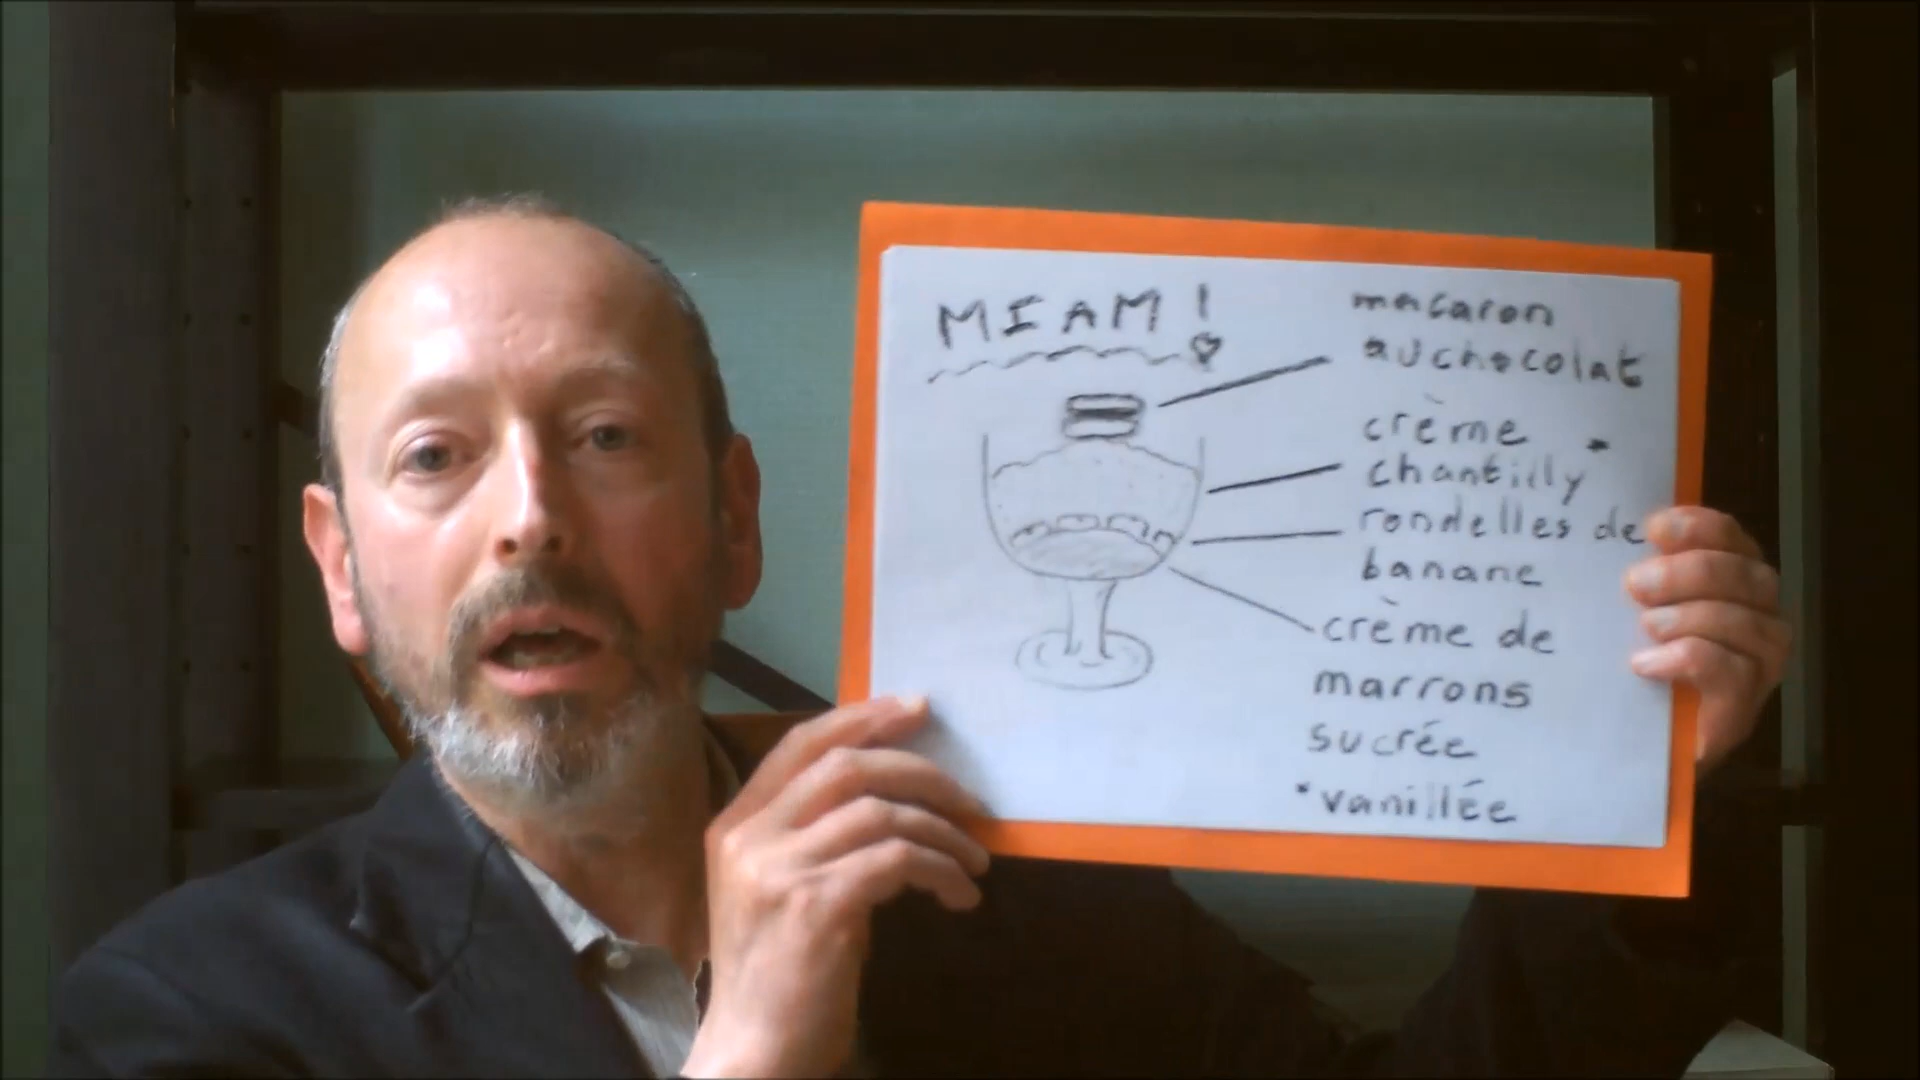 MIAM!
macaron
au chocolat
crème
chantilly*
rondelles de
banane
crème de
marrons
sucrée
*vanillée